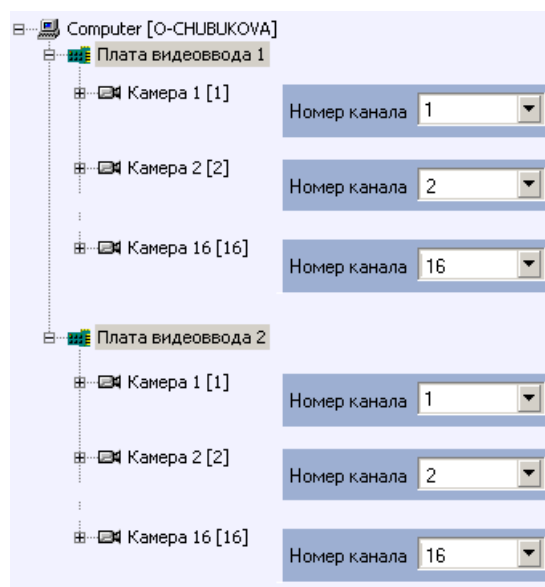 Computer [O-CHUBUKOVA]
Плата видеоввода 1
Камера 1 [1]
Номер канала 1
Камера 2 [2]
Номер канала 2
Камера 16 [16]
Номер канала 16
Плата видеоввода 2
Камера 1 [1]
Номер канала 1
Камера 2 [2]
Номер канала 2
Камера 16 [16]
Номер канала 16